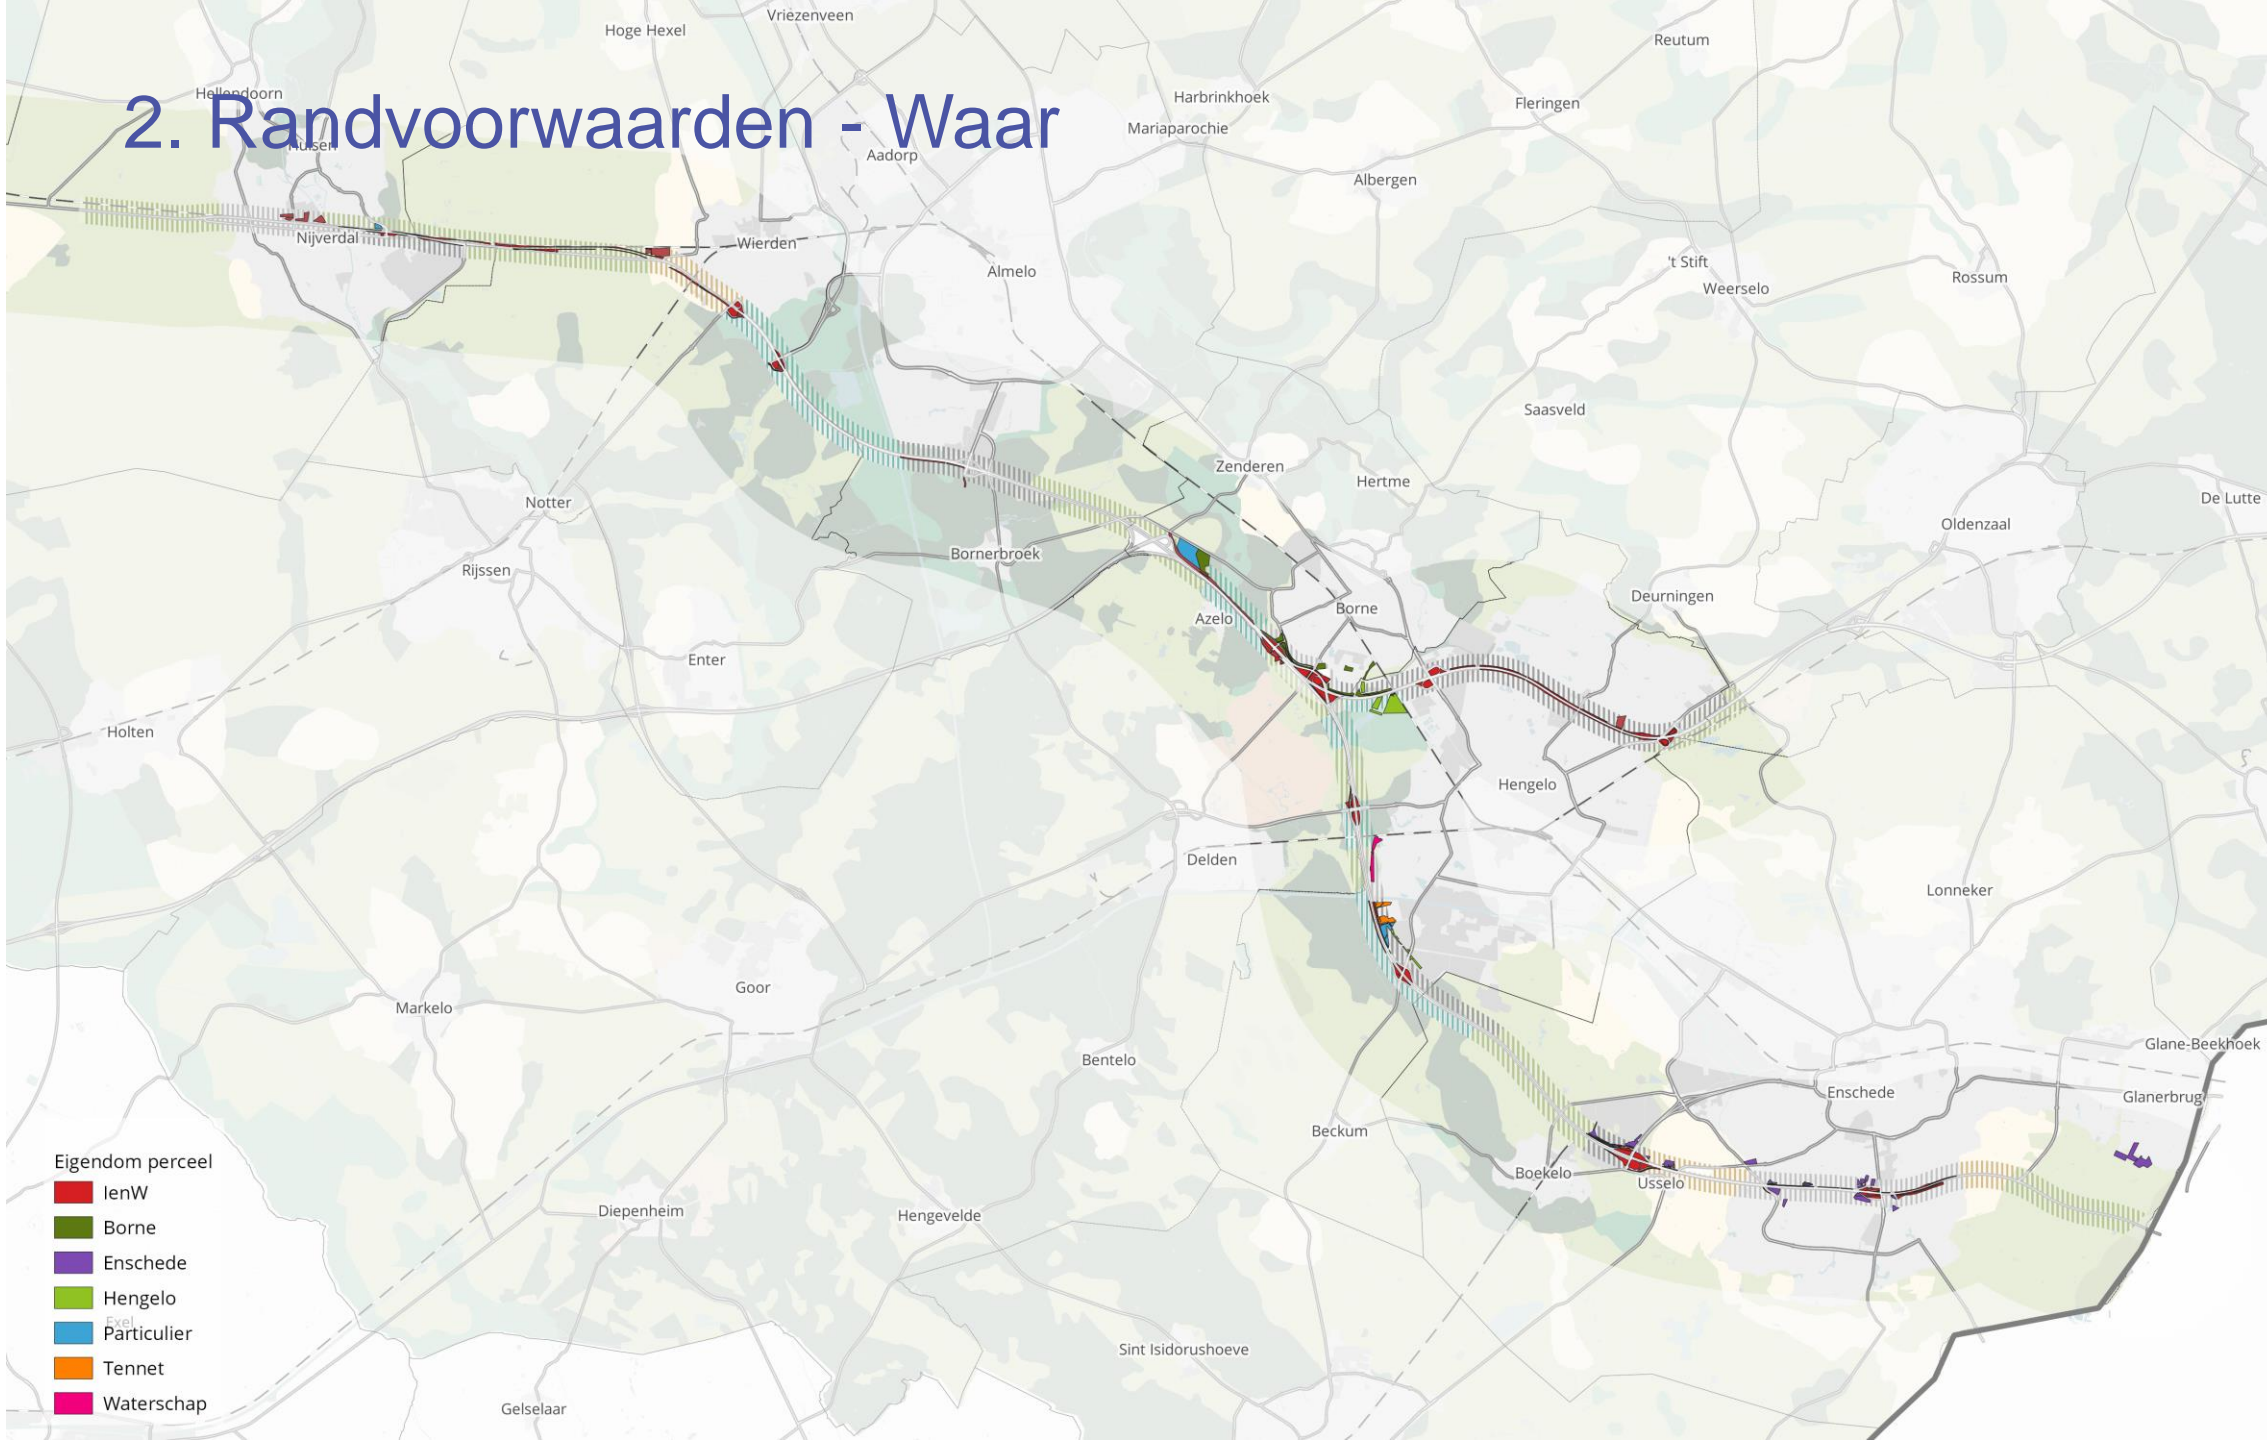 Vriezenveen
Hoge Hexel
Reutum
Hellendoorn
2. Randvoorwaarden - Waar
Harbrinkhoek
Fleringen
Mariaparochie
Hulsen
Aadorp
Albergen
Nijverdal
Wierden
Almelo
't Stift
Weerselo
Rossum
Saasveld
Zenderen
Hertme
Notter
De Lutte
Oldenzaal
Bornerbroek
Rijssen
Deurningen
Borne
Azelo
Enter
Holten
Hengelo
Delden
Lonneker
Goor
Markelo
Glane-Beekhoek
Bentelo
Enschede
Glanerbrug
Beckum
Boekelo
Usselo
Diepenheim
Hengevelde
Sint Isidorushoeve
Gelselaar
Eigendom perceel
IenW
Borne
Enschede
Hengelo
Exel
Particulier
Tennet
Waterschap